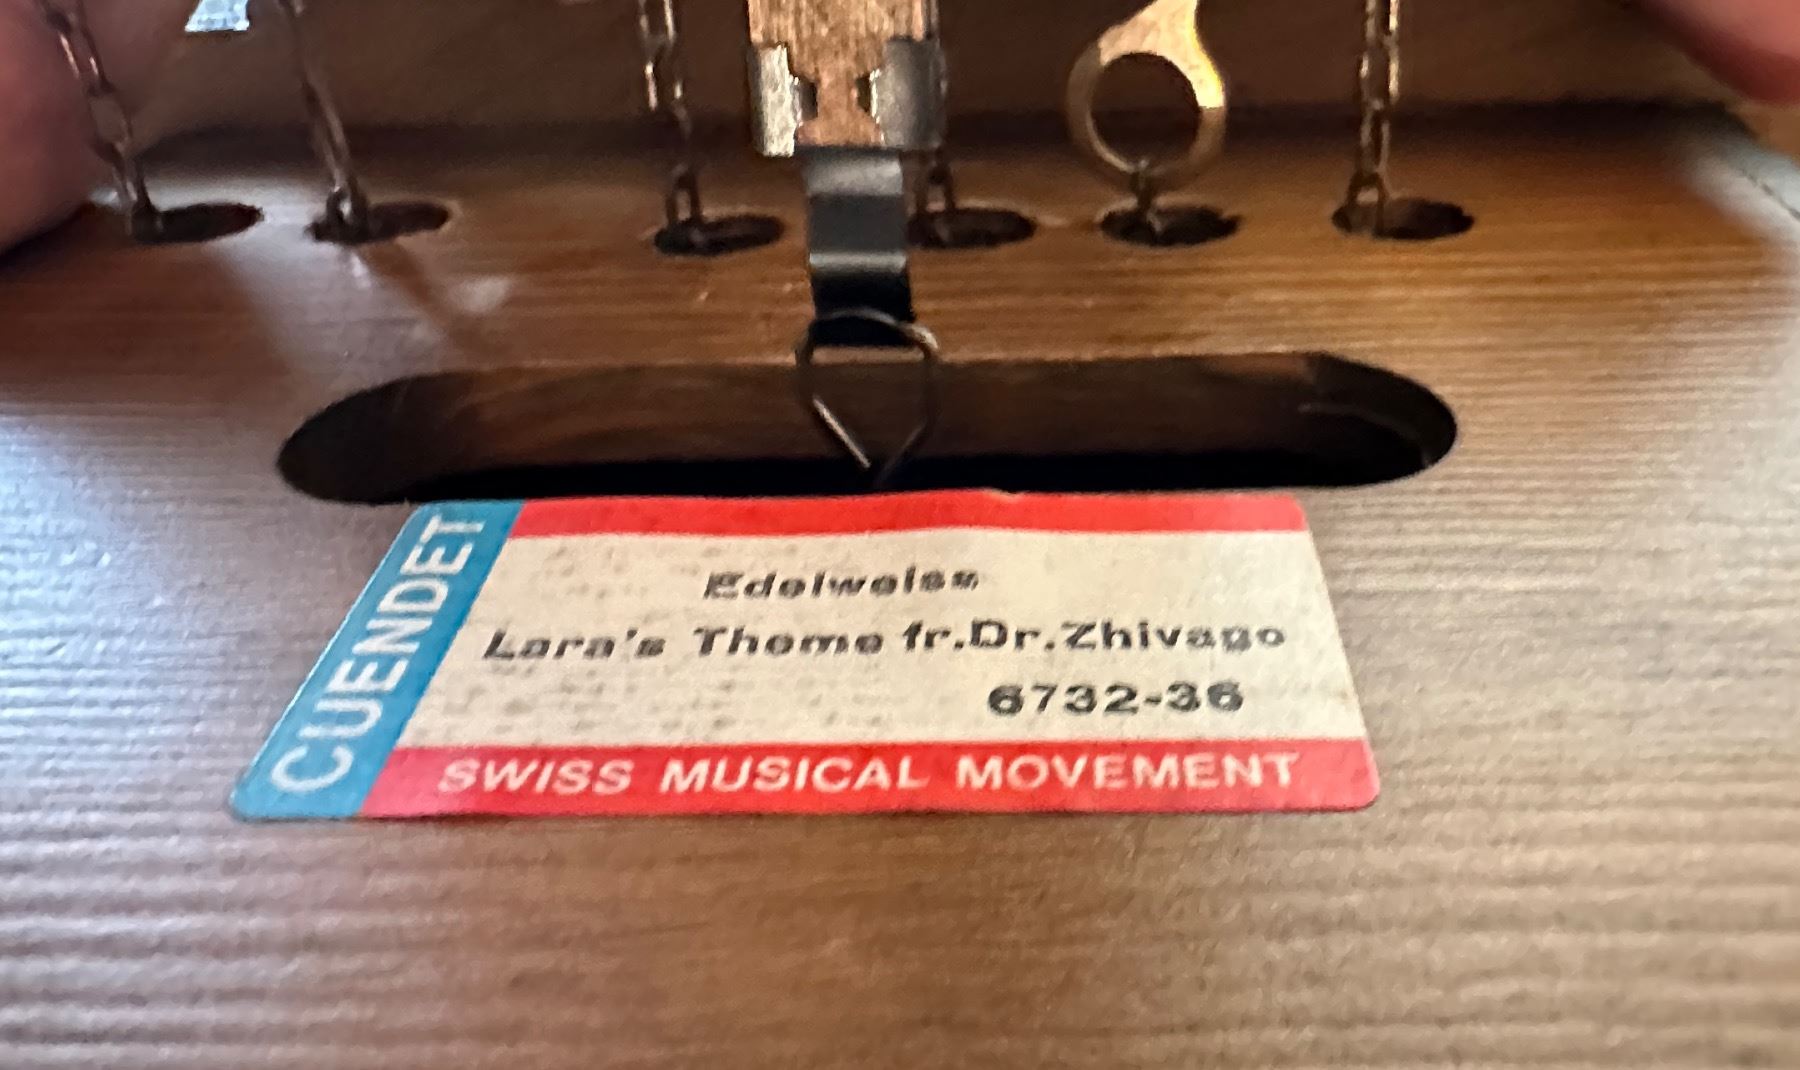 CUENDET
Edelweiss
Lara's Theme fr.Dr.Zhivago
6732-36
SWISS MUSICAL MOVEMENT